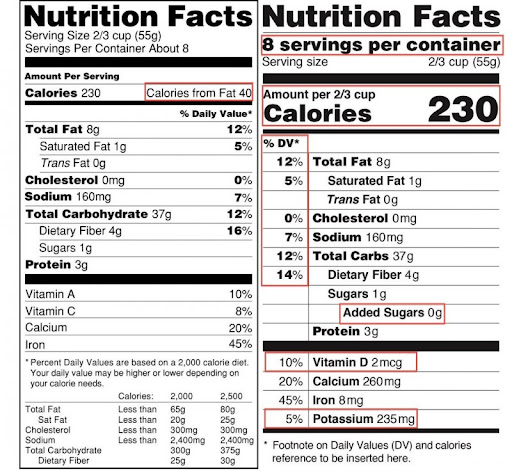 Nutrition Facts
Serving Size 2/3 cup (55g)
Servings Per Container About 8
Amount Per Serving
Calories 230 Calories from Fat 40
% Daily Value*
Total Fat 8g 12%
Saturated Fat 1g 5%
Trans Fat 0g
Cholesterol 0mg 0%
Sodium 160mg 7%
Total Carbohydrate 37g 12%
Dietary Fiber 4g 16%
Sugars 1g
Protein 3g
Vitamin A 10%
Vitamin C 8%
Calcium 20%
Iron 45%
* Percent Daily Values are based on a 2,000 calorie diet.
Your daily value may be higher or lower depending on
your calorie needs.
Calories: 2,000 2,500
Total Fat Less than 65g 80g
Sat Fat Less than 20g 25g
Cholesterol Less than 300mg 300mg
Sodium Less than 2,400mg 2,400mg
Total Carbohydrate 300g 375g
Dietary Fiber 25g 30g
Nutrition Facts
8 servings per container
Serving size 2/3 cup (55g)
Amount per 2/3 cup
Calories 230
% DV*
12% Total Fat 8g
5% Saturated Fat 1g
Trans Fat 0g
0% Cholesterol 0mg
7% Sodium 160mg
12% Total Carbs 37g
14% Dietary Fiber 4g
Sugars 1g
Added Sugars 0g
Protein 3g
10% Vitamin D 2mcg
20% Calcium 260mg
45% Iron 8mg
5% Potassium 235mg
* Footnote on Daily Values (DV) and calories
reference to be inserted here.